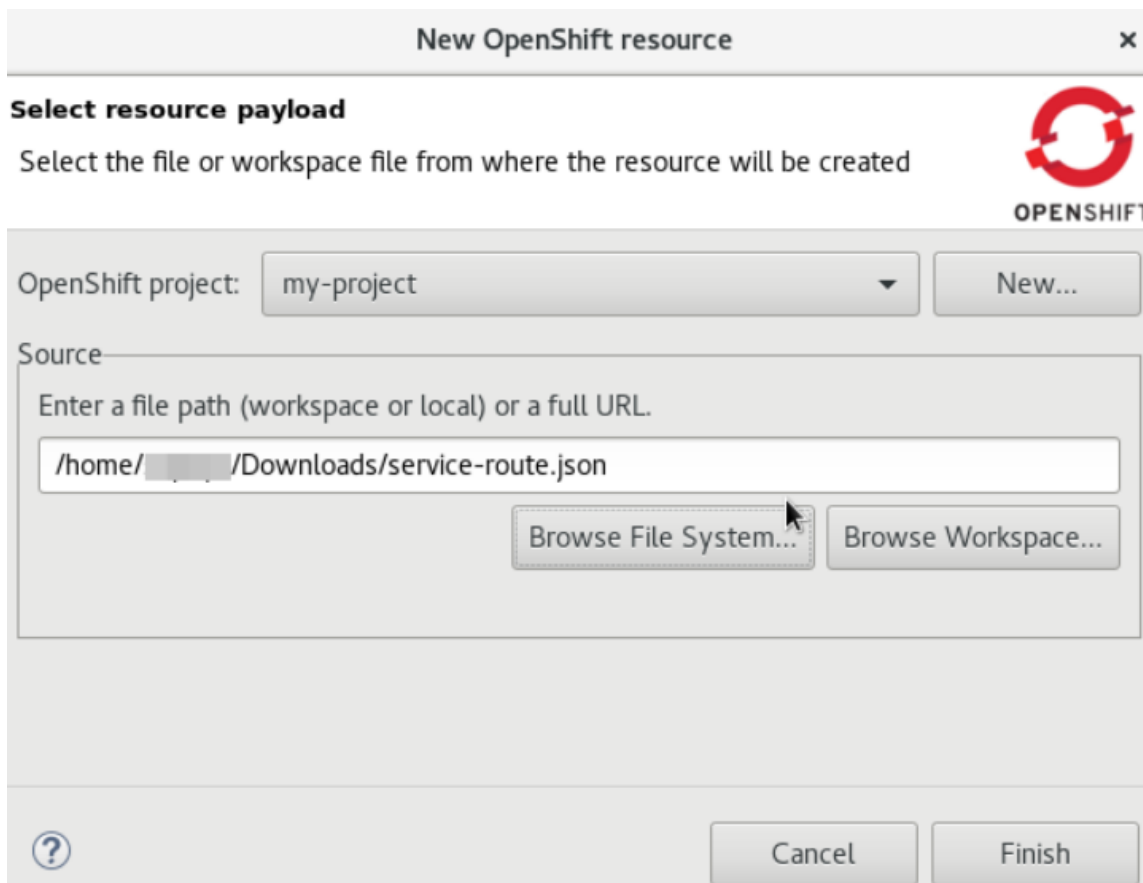 New OpenShift resource ×
Select resource payload
Select the file or workspace file from where the resource will be created
OPENSHIFT
OpenShift project: my-project New...
Source
Enter a file path (workspace or local) or a full URL.
/home/ /Downloads/service-route.json
Browse File System... Browse Workspace...
? Cancel Finish